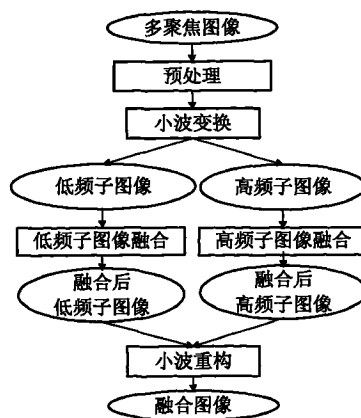 多聚焦图像
预处理
小波变换
低频子图像
高频子图像
低频子图像融合
高频子图像融合
融合后
低频子图像
融合后
高频子图像
小波重构
融合图像